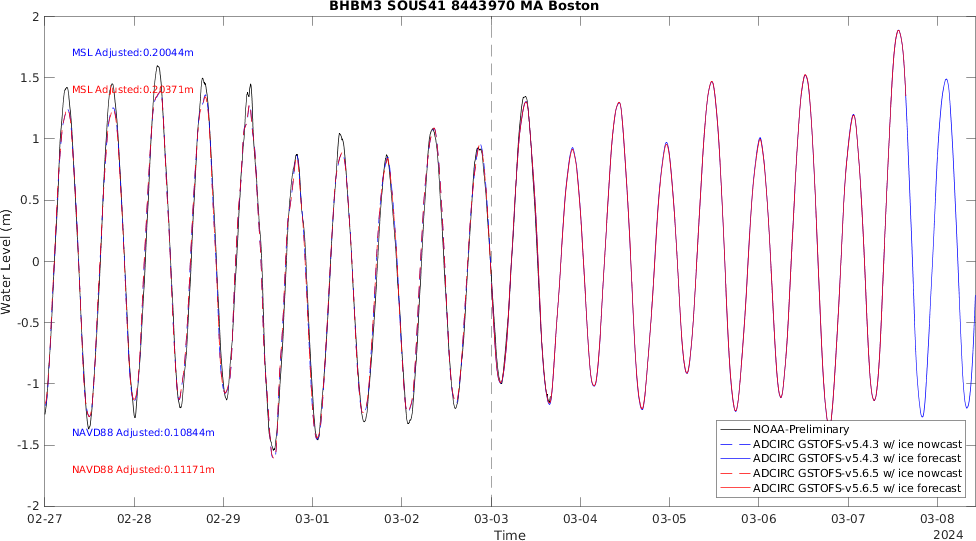 BHBM3 SOUS41 8443970 MA Boston
2
1.5
1
0.5
0
-0.5
-1
-1.5
-2
Water Level (m)
MSL Adjusted:0.20044m
MSL Adjusted:0.20371m
NAVD88 Adjusted:0.10844m
NAVD88 Adjusted:0.11171m
NOAA-Preliminary
ADCIRC GSTOFS-v5.4.3 w/ ice nowcast
ADCIRC GSTOFS-v5.4.3 w/ ice forecast
ADCIRC GSTOFS-v5.6.5 w/ ice nowcast
ADCIRC GSTOFS-v5.6.5 w/ ice forecast
02-27 02-28 02-29 03-01 03-02 03-03 03-04 03-05 03-06 03-07 03-08
Time
2024